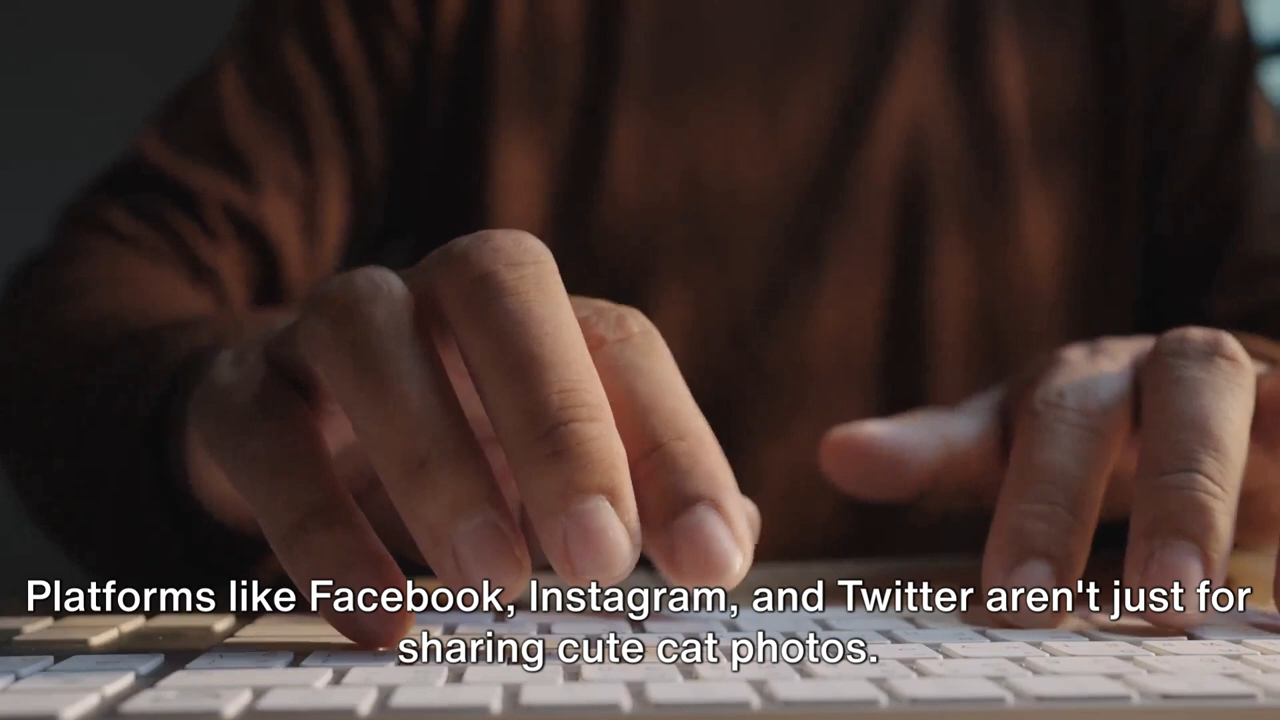 Platforms like Facebook, Instagram, and Twitter aren't just for
sharing cute cat photos.